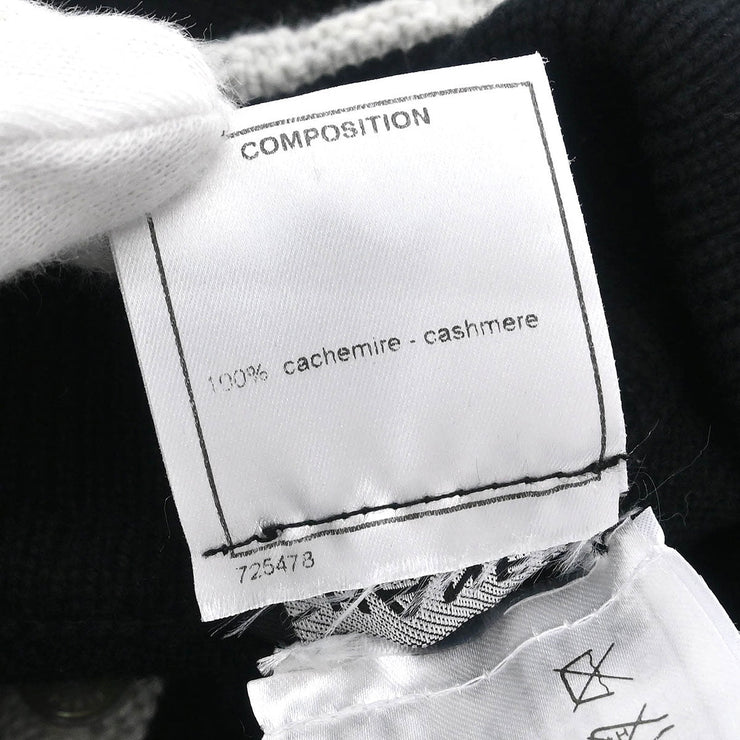 COMPOSITION
100% cachemire - cashmere
725478